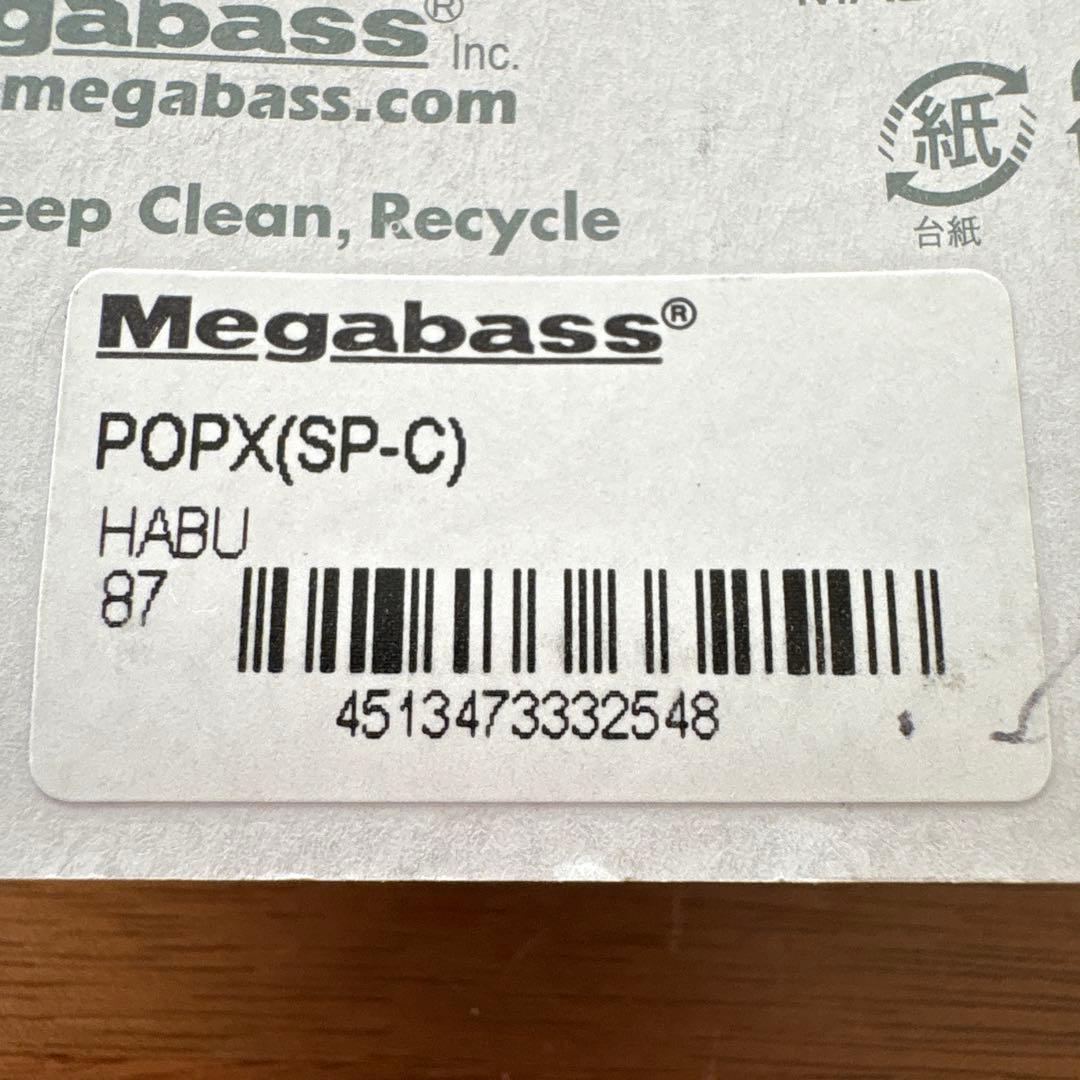 gabass® Inc.
megabass.com
eep Clean, Recycle
紙
台紙
Megabass®
POPX(SP-C)
HABU
87
4513473332548